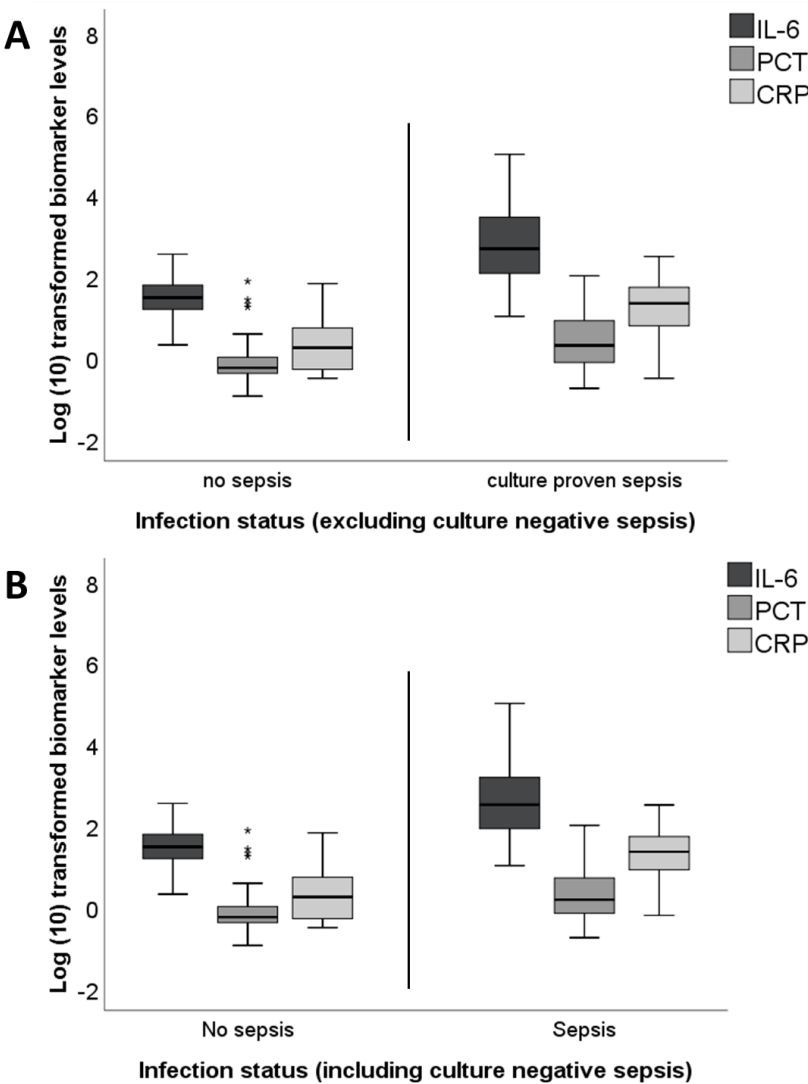 A
Log (10) transformed biomarker levels
8
6
4
2
0
-2
IL-6
PCT
CRP
no sepsis
culture proven sepsis
Infection status (excluding culture negative sepsis)
B
Log (10) transformed biomarker levels
8
6
4
2
0
-2
IL-6
PCT
CRP
No sepsis
Sepsis
Infection status (including culture negative sepsis)